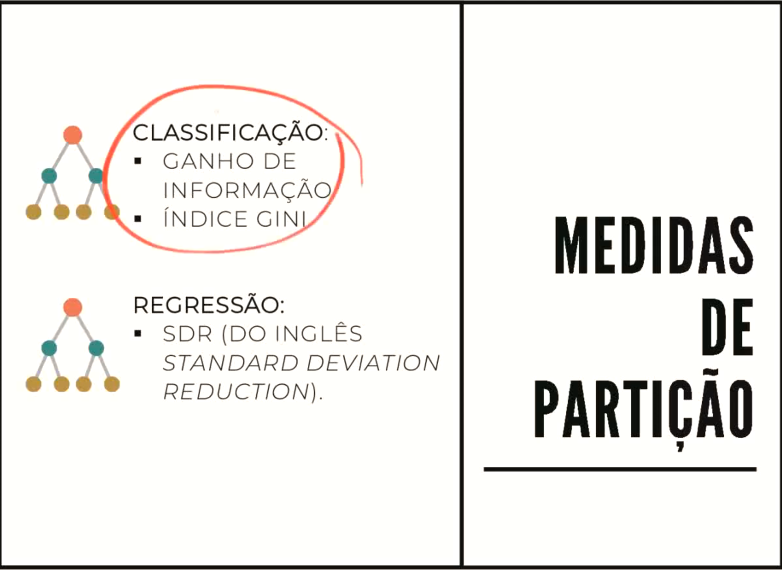 CLASSIFICAÇÃO:
▪ GANHO DE
INFORMAÇÃO
▪ ÍNDICE GINI
REGRESSÃO:
▪ SDR (DO INGLÊS
STANDARD DEVIATION
REDUCTION).
MEDIDAS
DE
PARTIÇÃO